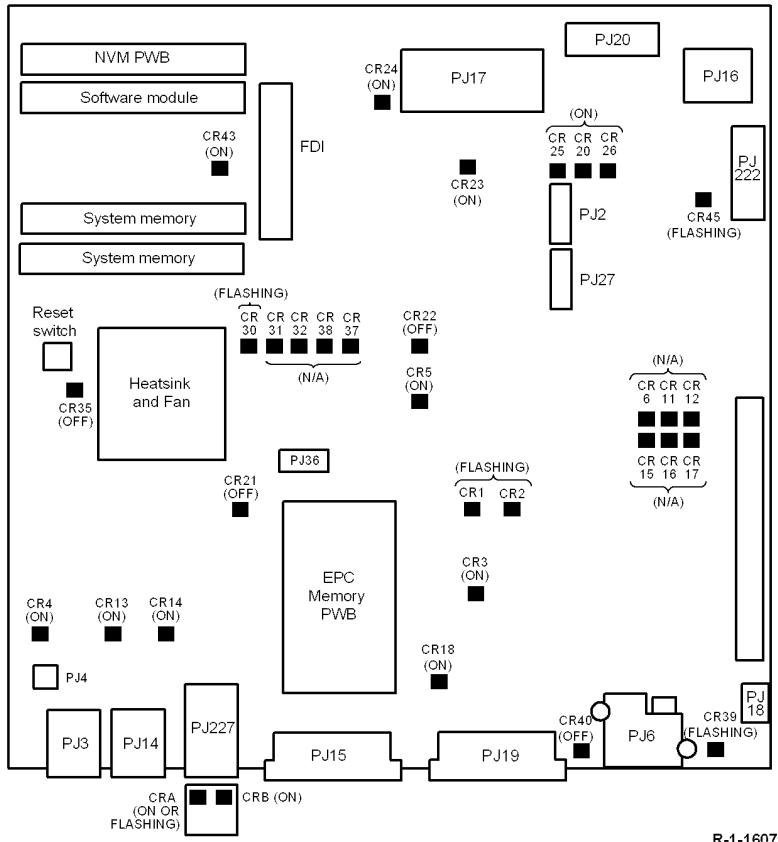 NVM PWB
Software module
CR43
(ON)
FDI
System memory
System memory
CR24
(ON)
PJ17
PJ20
PJ16
(ON)
CR CR CR
25 20 26
CR23
(ON)
PJ
222
CR45
(FLASHING)
PJ2
PJ27
Reset
switch
(FLASHING)
CR CR CR CR CR
30 31 32 38 37
(N/A)
CR22
(OFF)
CR5
(ON)
Heatsink
and Fan
CR35
(OFF)
(N/A)
CR CR CR
6 11 12
CR CR CR
15 16 17
(N/A)
PJ36
CR21
(OFF)
(FLASHING)
CR1 CR2
EPC
Memory
PWB
CR3
(ON)
CR4
(ON)
CR13
(ON)
CR14
(ON)
CR18
(ON)
PJ4
PJ3
PJ14
PJ227
PJ15
PJ19
CR40
(OFF)
PJ6
PJ
18
CR39
(FLASHING)
CRA
(ON OR
FLASHING)
CRB (ON)
R-1-1607